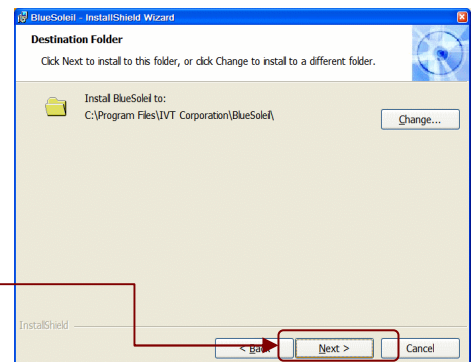 BlueSoleil - InstallShield Wizard
Destination Folder
Click Next to install to this folder, or click Change to install to a different folder.
Install BlueSoleil to:
C:\Program Files\IVT Corporation\BlueSoleil\
Change...
InstallShield
< Back
Next >
Cancel